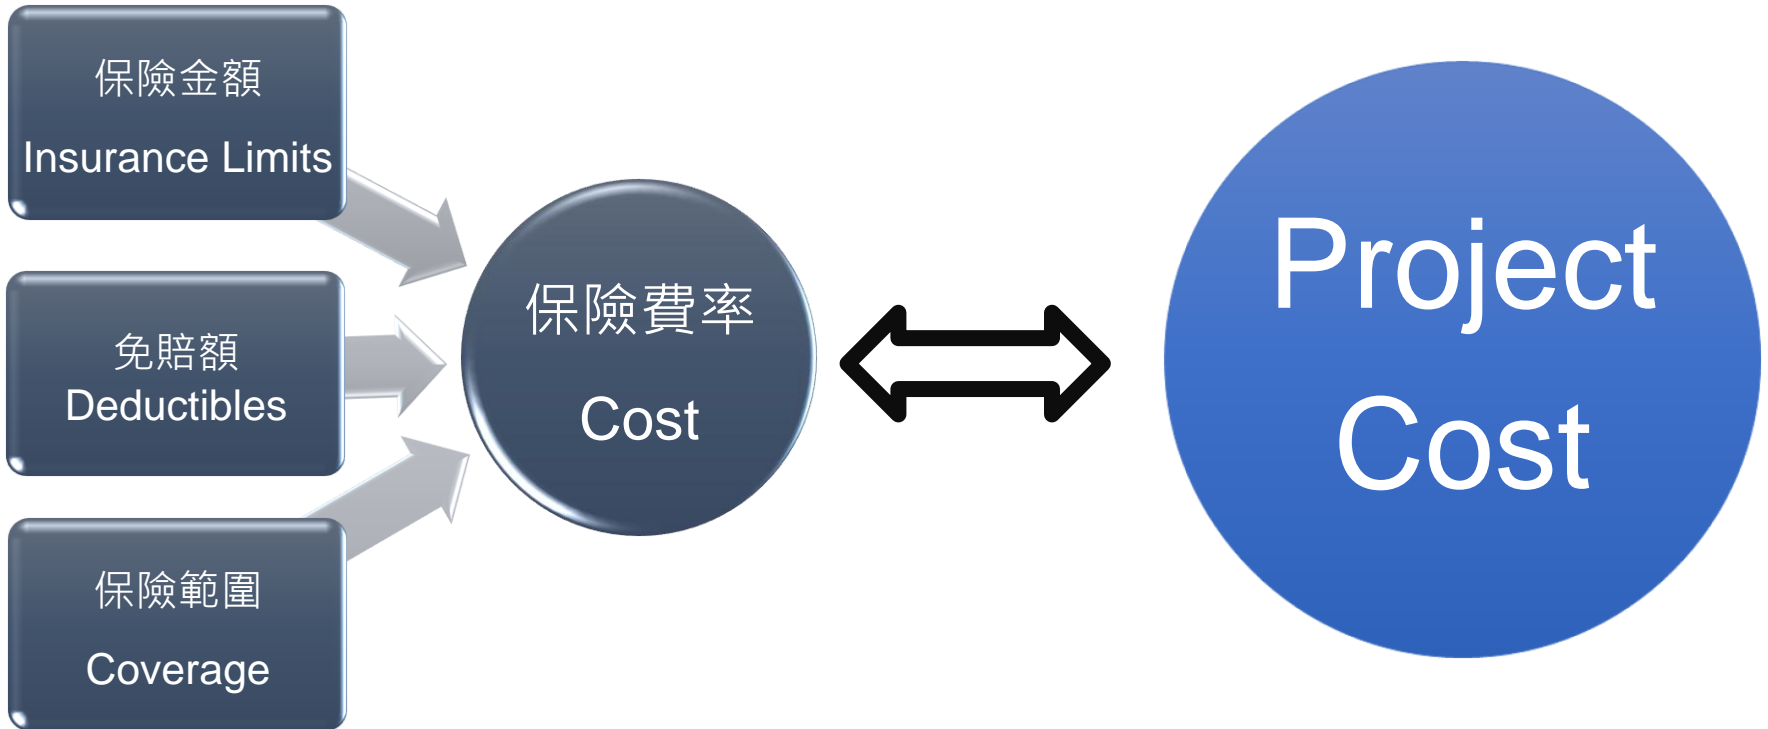 保險金額
Insurance Limits
免賠額
Deductibles
保險範圍
Coverage
保險費率
Cost
Project
Cost